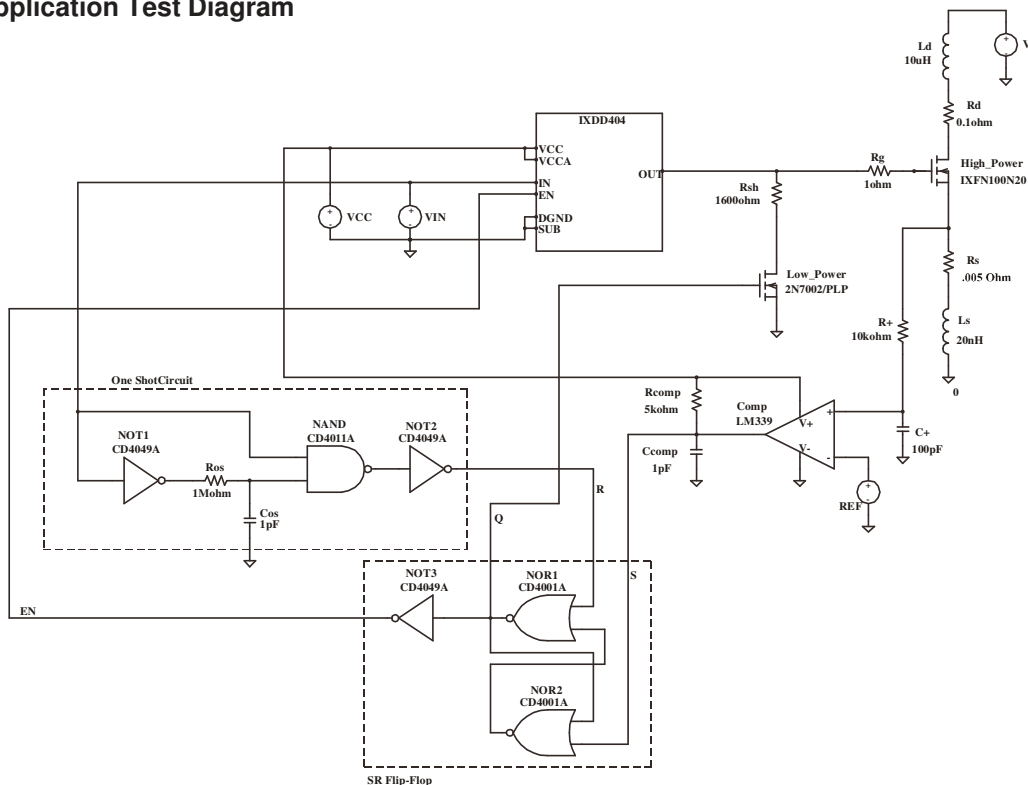 pplication Test Diagram
Ld
10uH
V
Rd
0.1ohm
IXDD404
VCC
VCCA
IN
EN
DGND
SUB
OUT
Rg
1ohm
High_Power
IXFN100N20
Rsh
1600ohm
VCC
VIN
Low_Power
2N7002/PLP
Rs
.005 Ohm
R+
10kohm
Ls
20nH
0
One ShotCircuit
NOT1
CD4049A
Ros
1Mohm
Cos
1pF
NAND
CD4011A
NOT2
CD4049A
Rcomp
5kohm
Comp
LM339
V+
V-
+
-
Ccomp
1pF
C+
100pF
REF
R
Q
S
EN
NOT3
CD4049A
NOR1
CD4001A
NOR2
CD4001A
SR Flip-Flop